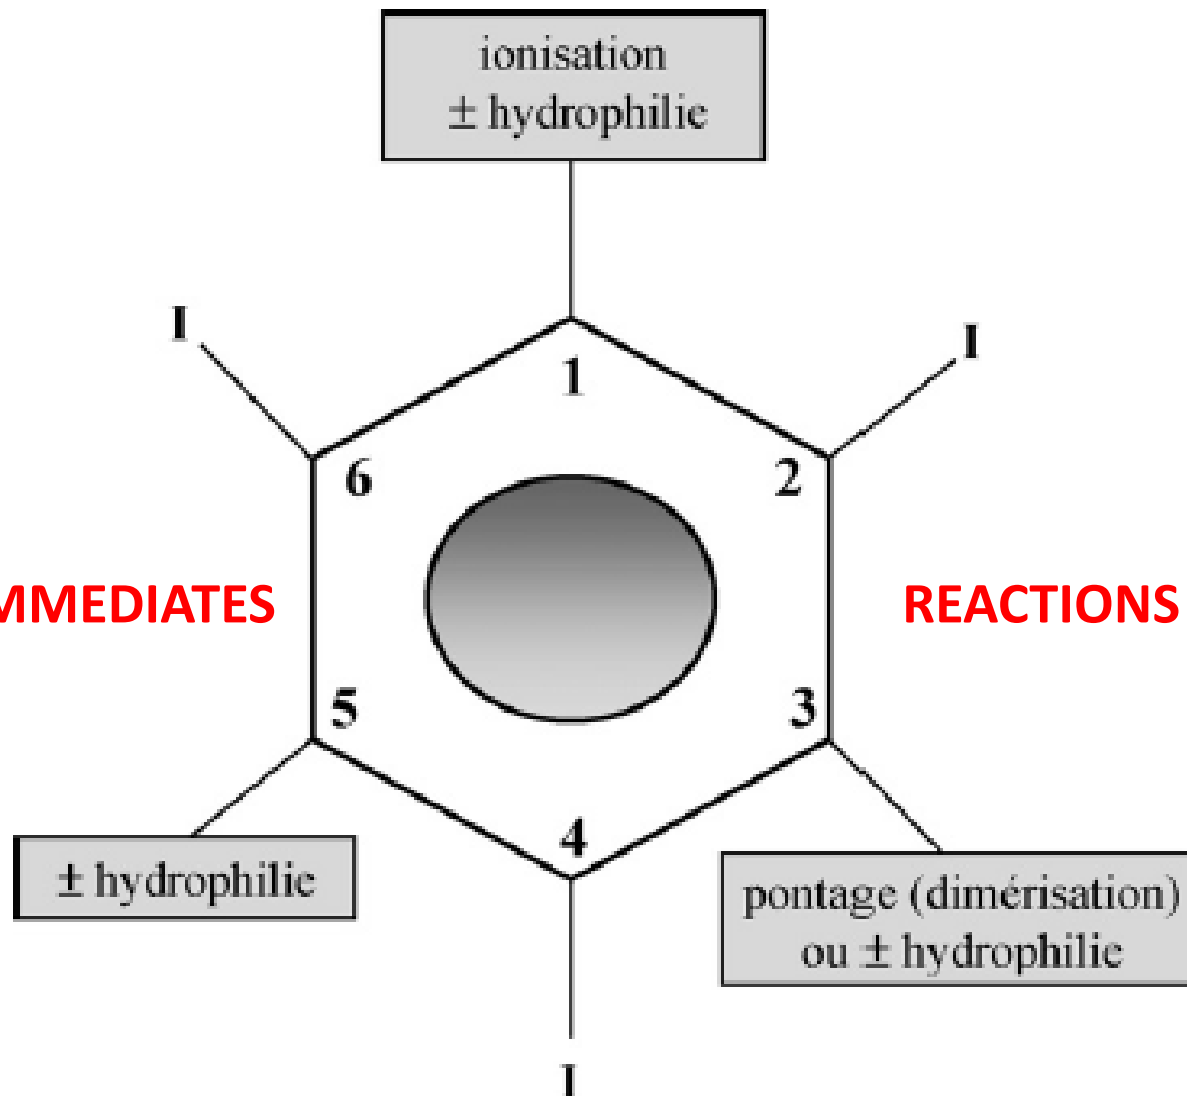 ionisation
± hydrophilie
I
I
1
6
2
MMEDIATES
REACTIONS
5
3
4
± hydrophilie
pontage (dimérisation)
ou ± hydrophilie
I